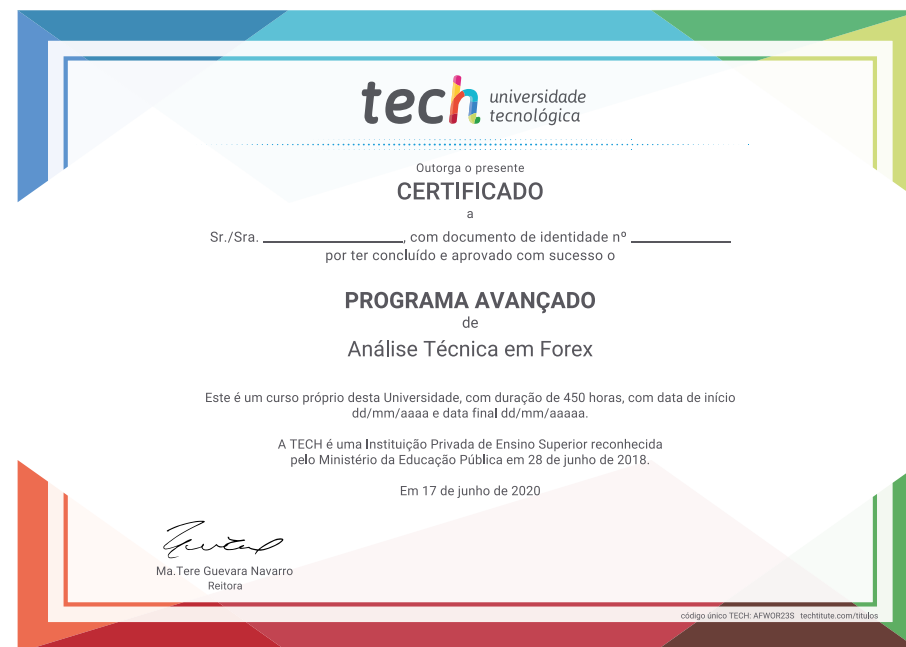 tech universidade
tecnológica
Outorga o presente
CERTIFICADO
a
Sr./Sra. ________________, com documento de identidade nº ____________
por ter concluído e aprovado com sucesso o
PROGRAMA AVANÇADO
de
Análise Técnica em Forex
Este é um curso próprio desta Universidade, com duração de 450 horas, com data de início
dd/mm/aaaa e data final dd/mm/aaaaa.
A TECH é uma Instituição Privada de Ensino Superior reconhecida
pelo Ministério da Educação Pública em 28 de junho de 2018.
Em 17 de junho de 2020
Ma.Tere Guevara Navarro
Reitora
código único TECH: AFWOR23S techtitute.com/titulos